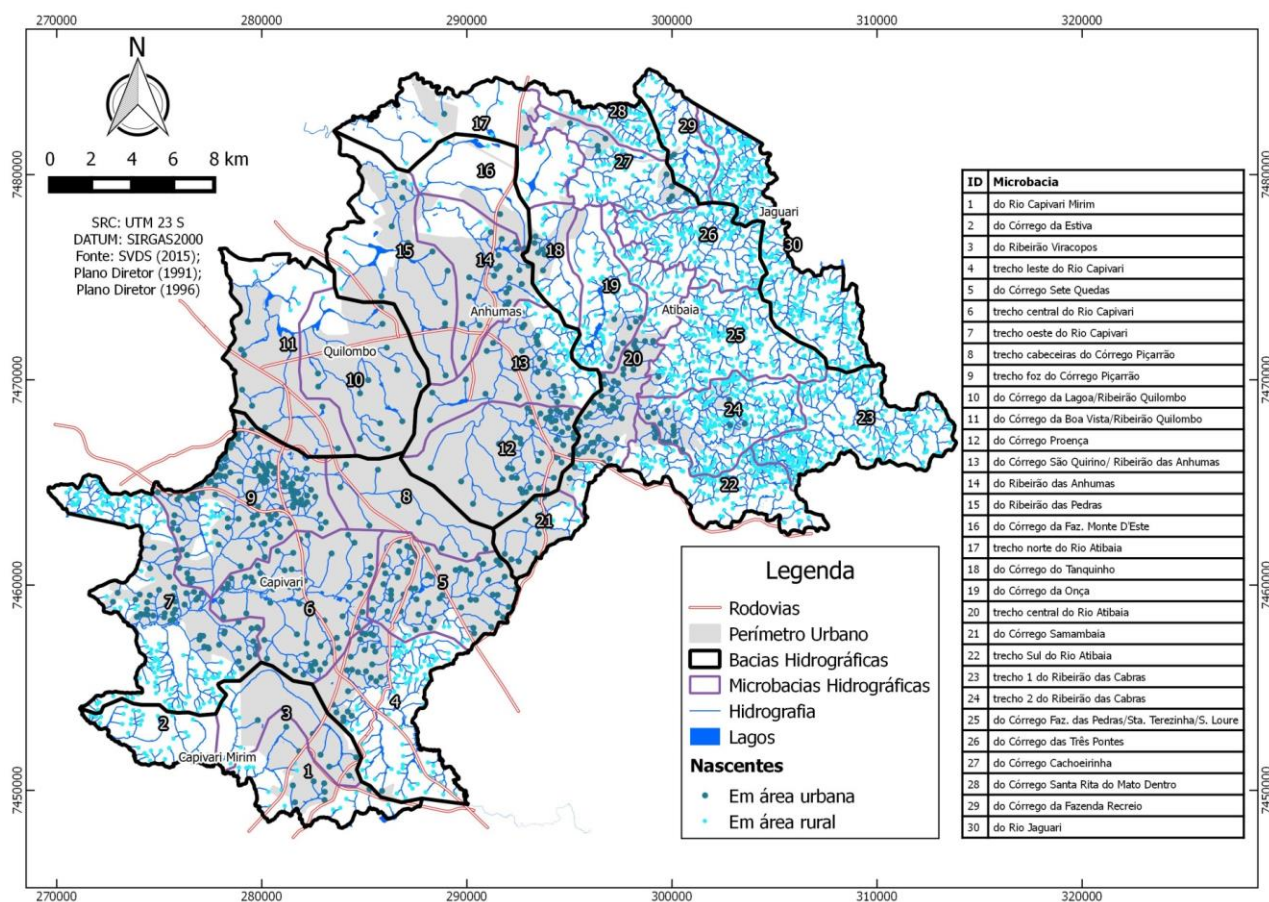 270000 280000 290000 300000 310000 320000
N
0 2 4 6 8 km
SRC: UTM 23 S
DATUM: SIRGAS2000
Fonte: SVDS (2015);
Plano Diretor (1991);
Plano Diretor (1996)
7480000
7470000
7460000
7450000
7480000
7470000
7460000
7450000
28
29
17
27
16
Jaguari
26
30
15
14
18
19
Anhumas
Atibaia
25
11
Quilombo
13
20
10
24
23
12
22
9
8
21
Capivari
5
7
6
4
3
2
Capivari Mirim
1
ID Microbacia
1 do Rio Capivari Mirim
2 do Córrego da Estiva
3 do Ribeirão Viracopos
4 trecho leste do Rio Capivari
5 do Córrego Sete Quedas
6 trecho central do Rio Capivari
7 trecho oeste do Rio Capivari
8 trecho cabeceiras do Córrego Piçarrão
9 trecho foz do Córrego Piçarrão
10 do Córrego da Lagoa/Ribeirão Quilombo
11 do Córrego da Boa Vista/Ribeirão Quilombo
12 do Córrego Proença
13 do Córrego São Quirino/ Ribeirão das Anhumas
14 do Ribeirão das Anhumas
15 do Ribeirão das Pedras
16 do Córrego da Faz. Monte D'Este
17 trecho norte do Rio Atibaia
18 do Córrego do Tanquinho
19 do Córrego da Onça
20 trecho central do Rio Atibaia
21 do Córrego Samambaia
22 trecho Sul do Rio Atibaia
23 trecho 1 do Ribeirão das Cabras
24 trecho 2 do Ribeirão das Cabras
25 do Córrego Faz. das Pedras/Sta. Terezinha/S. Loure
26 do Córrego das Três Pontes
27 do Córrego Cachoeirinha
28 do Córrego Santa Rita do Mato Dentro
29 do Córrego da Fazenda Recreio
30 do Rio Jaguari
Legenda
Rodovias
Perímetro Urbano
Bacias Hidrográficas
Microbacias Hidrográficas
Hidrografia
Lagos
Nascentes
Em área urbana
Em área rural
270000 280000 290000 300000 310000 320000